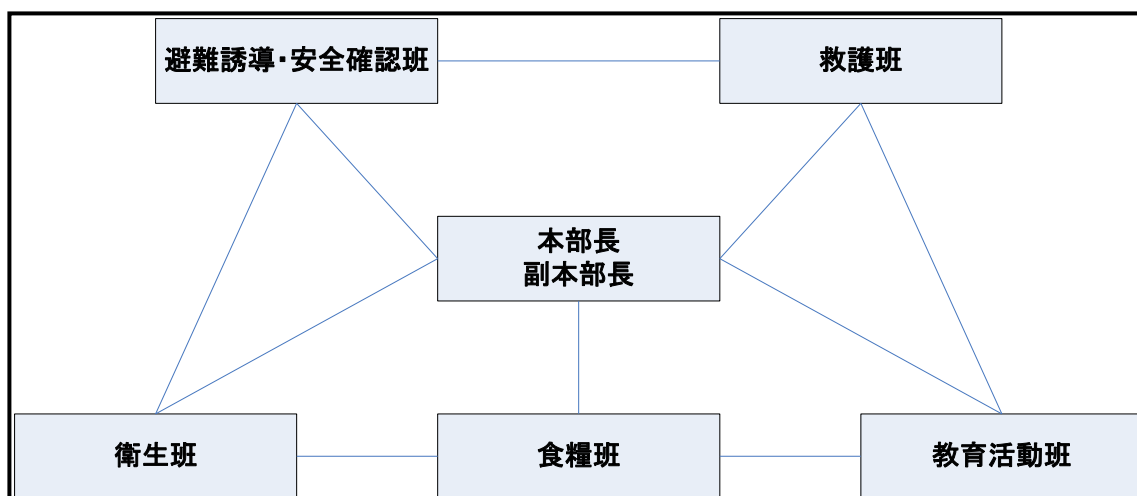 避難誘導・安全確認班
救護班
本部長
副本部長
衛生班
食糧班
教育活動班